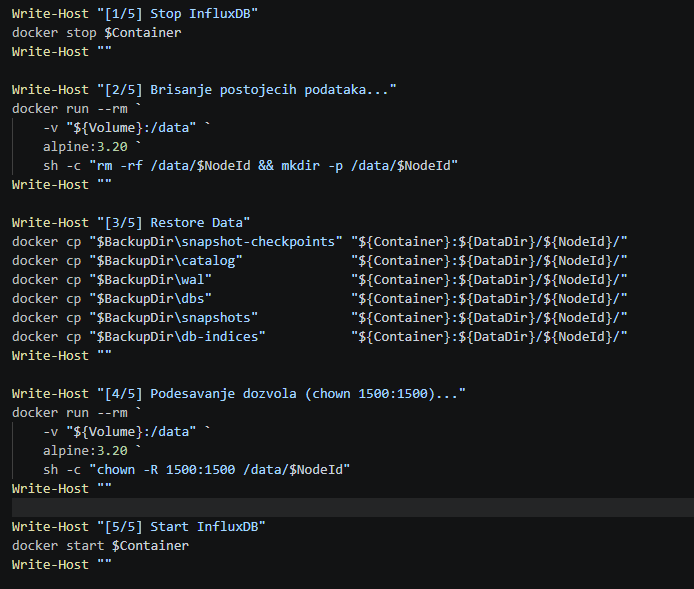 Write-Host "[1/5] Stop InfluxDB"
docker stop $Container
Write-Host ""

Write-Host "[2/5] Brisanje postojecih podataka..."
docker run --rm `
    -v "${Volume}:/data" `
    alpine:3.20 `
    sh -c "rm -rf /data/$NodeId && mkdir -p /data/$NodeId"
Write-Host ""

Write-Host "[3/5] Restore Data"
docker cp "$BackupDir\snapshot-checkpoints" "${Container}:${DataDir}/${NodeId}/"
docker cp "$BackupDir\catalog"              "${Container}:${DataDir}/${NodeId}/"
docker cp "$BackupDir\wal"                  "${Container}:${DataDir}/${NodeId}/"
docker cp "$BackupDir\dbs"                  "${Container}:${DataDir}/${NodeId}/"
docker cp "$BackupDir\snapshots"            "${Container}:${DataDir}/${NodeId}/"
docker cp "$BackupDir\db-indices"           "${Container}:${DataDir}/${NodeId}/"
Write-Host ""

Write-Host "[4/5] Podesavanje dozvola (chown 1500:1500)..."
docker run --rm `
    -v "${Volume}:/data" `
    alpine:3.20 `
    sh -c "chown -R 1500:1500 /data/$NodeId"
Write-Host ""

Write-Host "[5/5] Start InfluxDB"
docker start $Container
Write-Host ""